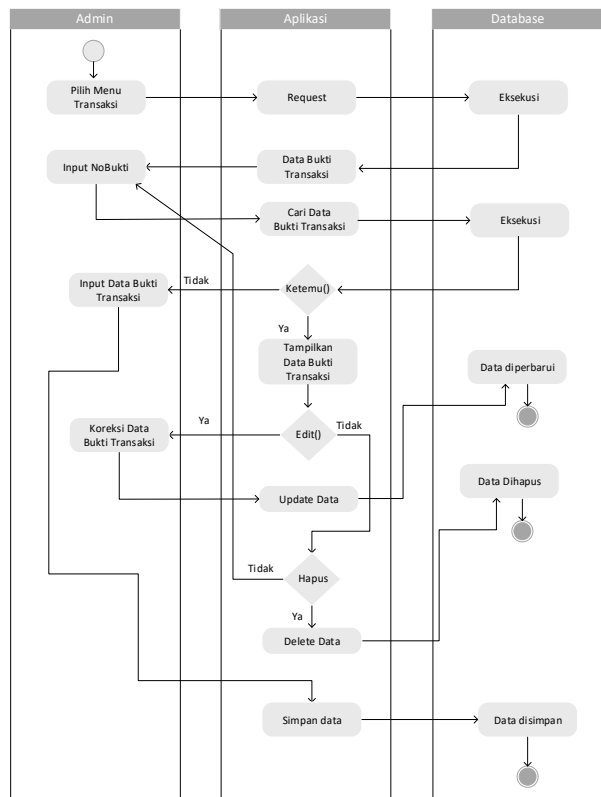 Admin
Aplikasi
Database
Pilih Menu
Transaksi
Request
Eksekusi
Input NoBukti
Data Bukti
Transaksi
Cari Data
Bukti Transaksi
Eksekusi
Input Data Bukti
Transaksi
Tidak
Ketemu()
Ya
Tampilkan
Data Bukti
Transaksi
Data diperbarui
Koreksi Data
Bukti Transaksi
Ya
Edit()
Tidak
Update Data
Data Dihapus
Tidak
Hapus
Ya
Delete Data
Simpan data
Data disimpan